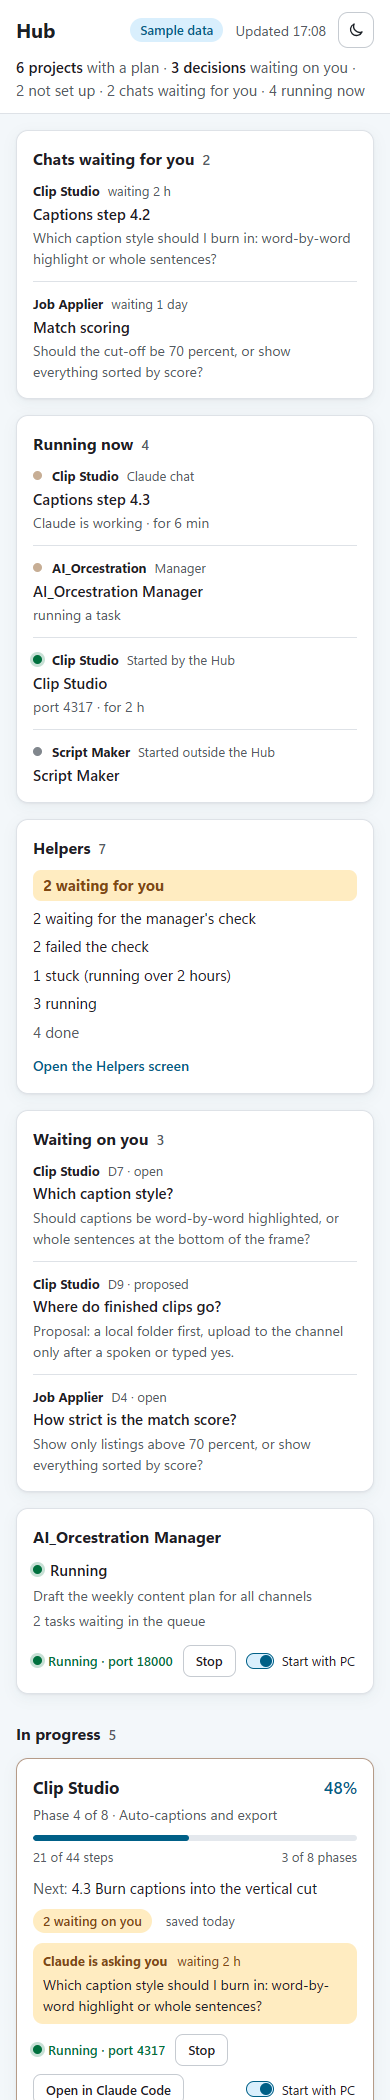 Hub
Sample data
Updated 17:08
6 projects with a plan · 3 decisions waiting on you ·
2 not set up · 2 chats waiting for you · 4 running now
Chats waiting for you 2
Clip Studio waiting 2 h
Captions step 4.2
Which caption style should I burn in: word-by-word
highlight or whole sentences?
Job Applier waiting 1 day
Match scoring
Should the cut-off be 70 percent, or show
everything sorted by score?
Running now 4
Clip Studio Claude chat
Captions step 4.3
Claude is working · for 6 min
AI_Orcestration Manager
AI_Orcestration Manager
running a task
Clip Studio Started by the Hub
Clip Studio
port 4317 · for 2 h
Script Maker Started outside the Hub
Script Maker
Helpers 7
2 waiting for you
2 waiting for the manager's check
2 failed the check
1 stuck (running over 2 hours)
3 running
4 done
Open the Helpers screen
Waiting on you 3
Clip Studio D7 · open
Which caption style?
Should captions be word-by-word highlighted, or
whole sentences at the bottom of the frame?
Clip Studio D9 · proposed
Where do finished clips go?
Proposal: a local folder first, upload to the channel
only after a spoken or typed yes.
Job Applier D4 · open
How strict is the match score?
Show only listings above 70 percent, or show
everything sorted by score?
AI_Orcestration Manager
Running
Draft the weekly content plan for all channels
2 tasks waiting in the queue
Running · port 18000
Stop
Start with PC
In progress 5
Clip Studio 48%
Phase 4 of 8 · Auto-captions and export
21 of 44 steps
3 of 8 phases
Next: 4.3 Burn captions into the vertical cut
2 waiting on you
saved today
Claude is asking you waiting 2 h
Which caption style should I burn in: word-by-
word highlight or whole sentences?
Running · port 4317
Stop
Open in Claude Code
Start with PC